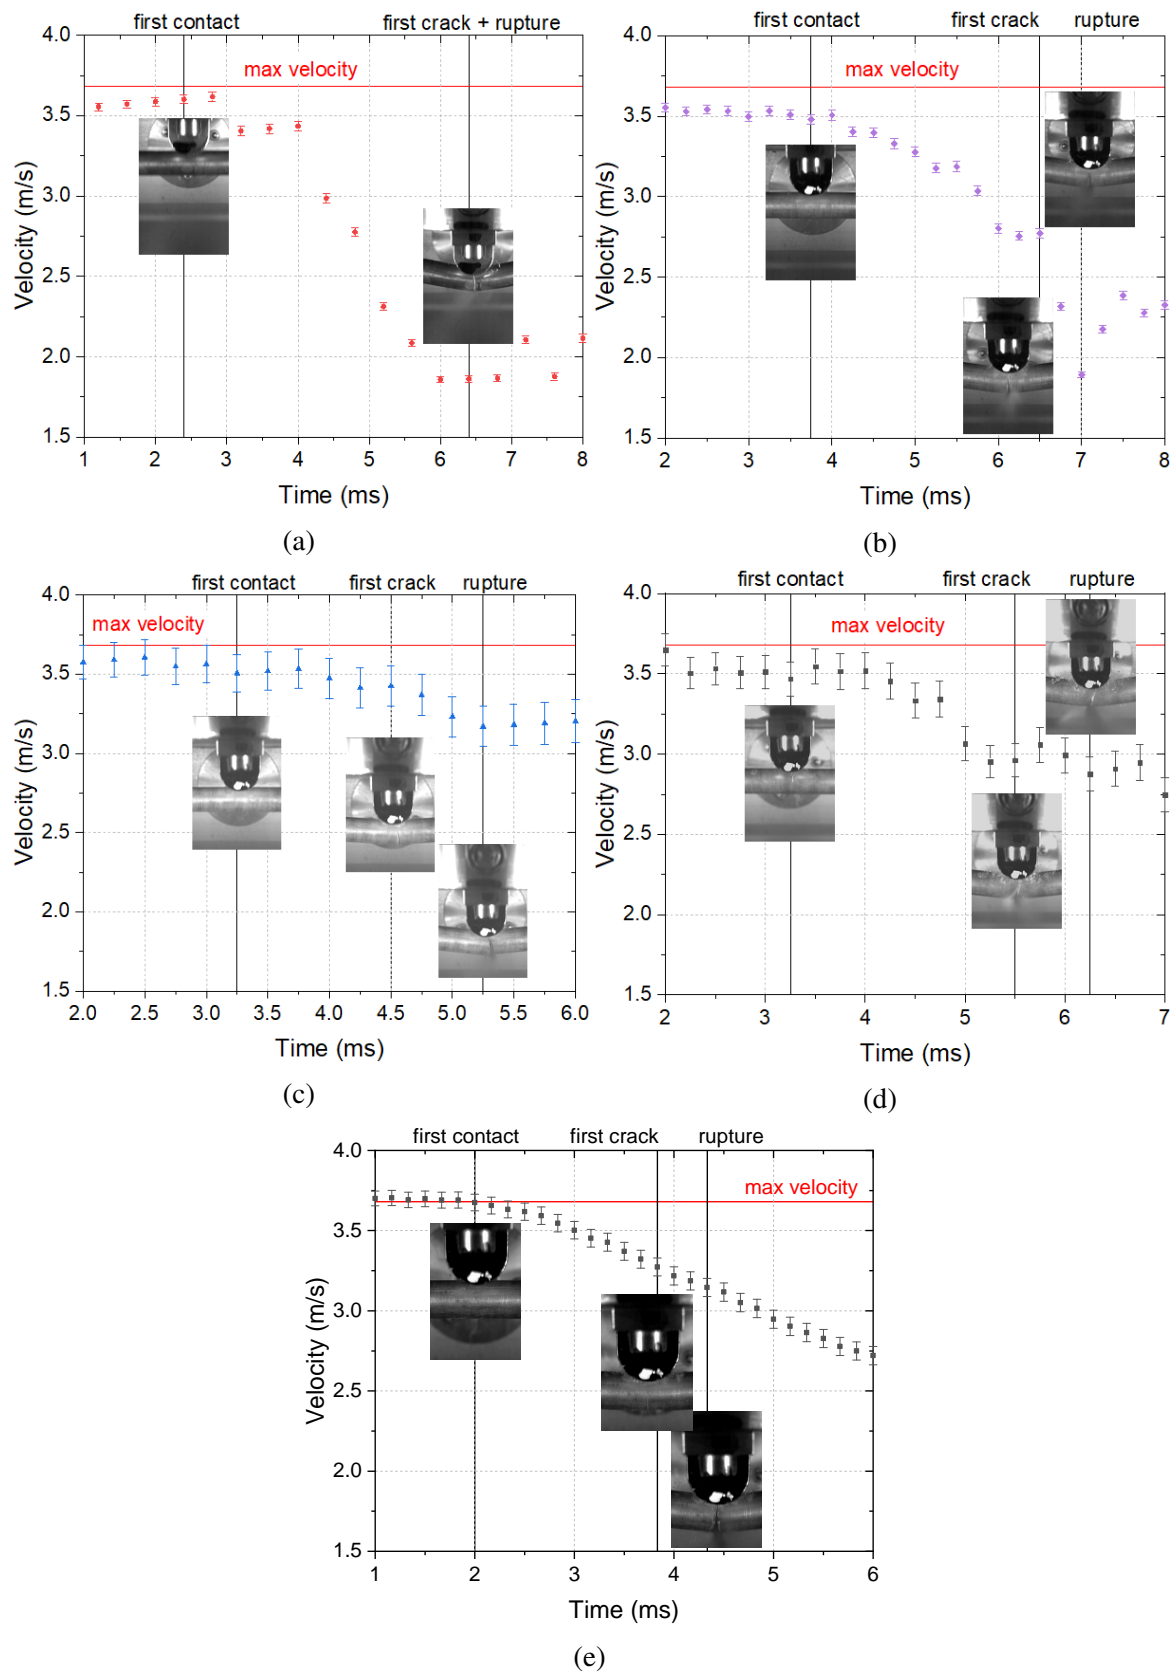 first contact
first crack + rupture
max velocity
4.0
3.5
3.0
2.5
2.0
1.5
Velocity (m/s)
1 2 3 4 5 6 7 8
Time (ms)
(a)
first contact
first crack
rupture
max velocity
4.0
3.5
3.0
2.5
2.0
1.5
Velocity (m/s)
2 3 4 5 6 7 8
Time (ms)
(b)
first contact
first crack
rupture
max velocity
4.0
3.5
3.0
2.5
2.0
1.5
Velocity (m/s)
2.0 2.5 3.0 3.5 4.0 4.5 5.0 5.5 6.0
Time (ms)
(c)
first contact
first crack
rupture
max velocity
4.0
3.5
3.0
2.5
2.0
1.5
Velocity (m/s)
2 3 4 5 6 7
Time (ms)
(d)
first contact
first crack
rupture
max velocity
4.0
3.5
3.0
2.5
2.0
1.5
Velocity (m/s)
1 2 3 4 5 6
Time (ms)
(e)